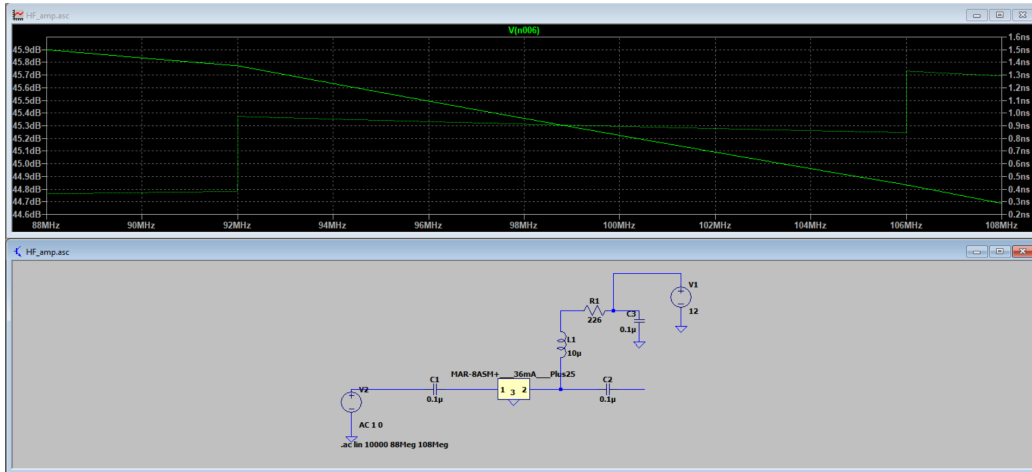 HF_amp.asc
V(n006)
45.9dB 1.6ns
45.8dB 1.5ns
45.7dB 1.4ns
45.6dB 1.3ns
45.5dB 1.2ns
45.4dB 1.1ns
45.3dB 1.0ns
45.2dB 0.9ns
45.1dB 0.8ns
45.0dB 0.7ns
44.9dB 0.6ns
44.8dB 0.5ns
44.7dB 0.4ns
44.6dB 0.3ns
0.2ns
88MHz 90MHz 92MHz 94MHz 96MHz 98MHz 100MHz 102MHz 104MHz 106MHz 108MHz
HF_amp.asc
V1
12
R1
226
C3
0.1µ
L1
10µ
MAR-8ASM+___36mA___Plus25
C1
0.1µ
1 3 2
C2
0.1µ
V2
AC 1 0
.ac lin 10000 88Meg 108Meg